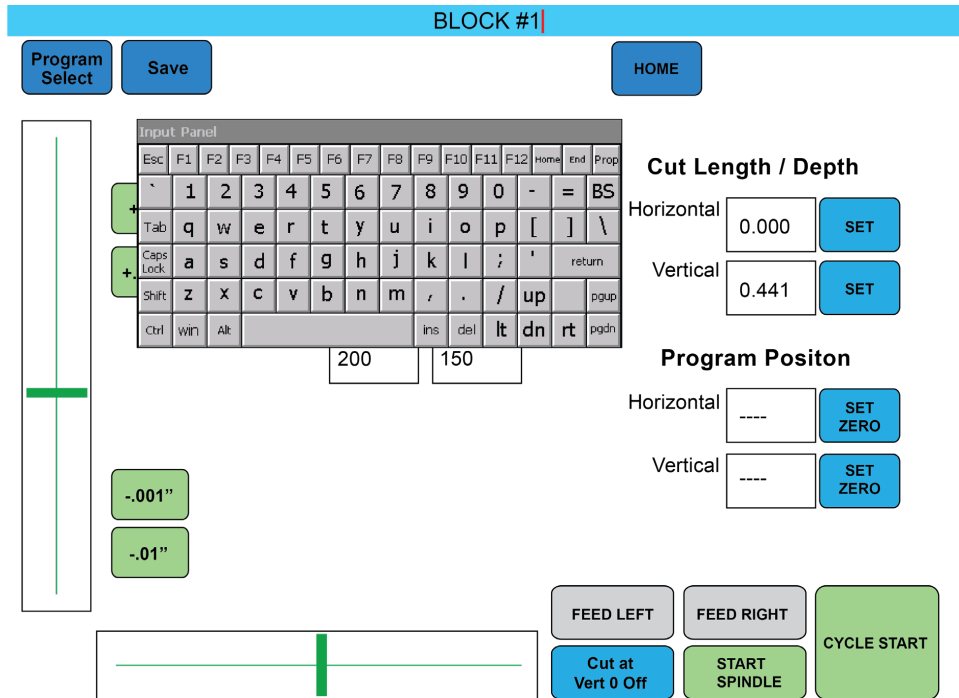 BLOCK #1
Program
Select
Save
HOME
Input Panel
Esc F1 F2 F3 F4 F5 F6 F7 F8 F9 F10 F11 F12 Home End Prop
` 1 2 3 4 5 6 7 8 9 0 - = BS
Tab q w e r t y u i o p [ ] \
Caps
Lock
a s d f g h j k l ; ' return
Shift z x c v b n m , . / up pgup
Ctrl win Alt ins del lt dn rt pgdn
+
+.
200 150
Cut Length / Depth
Horizontal 0.000 SET
Vertical 0.441 SET
Program Positon
Horizontal ---- SET
ZERO
Vertical ---- SET
ZERO
-.001”
-.01”
FEED LEFT
FEED RIGHT
CYCLE START
Cut at
Vert 0 Off
START
SPINDLE